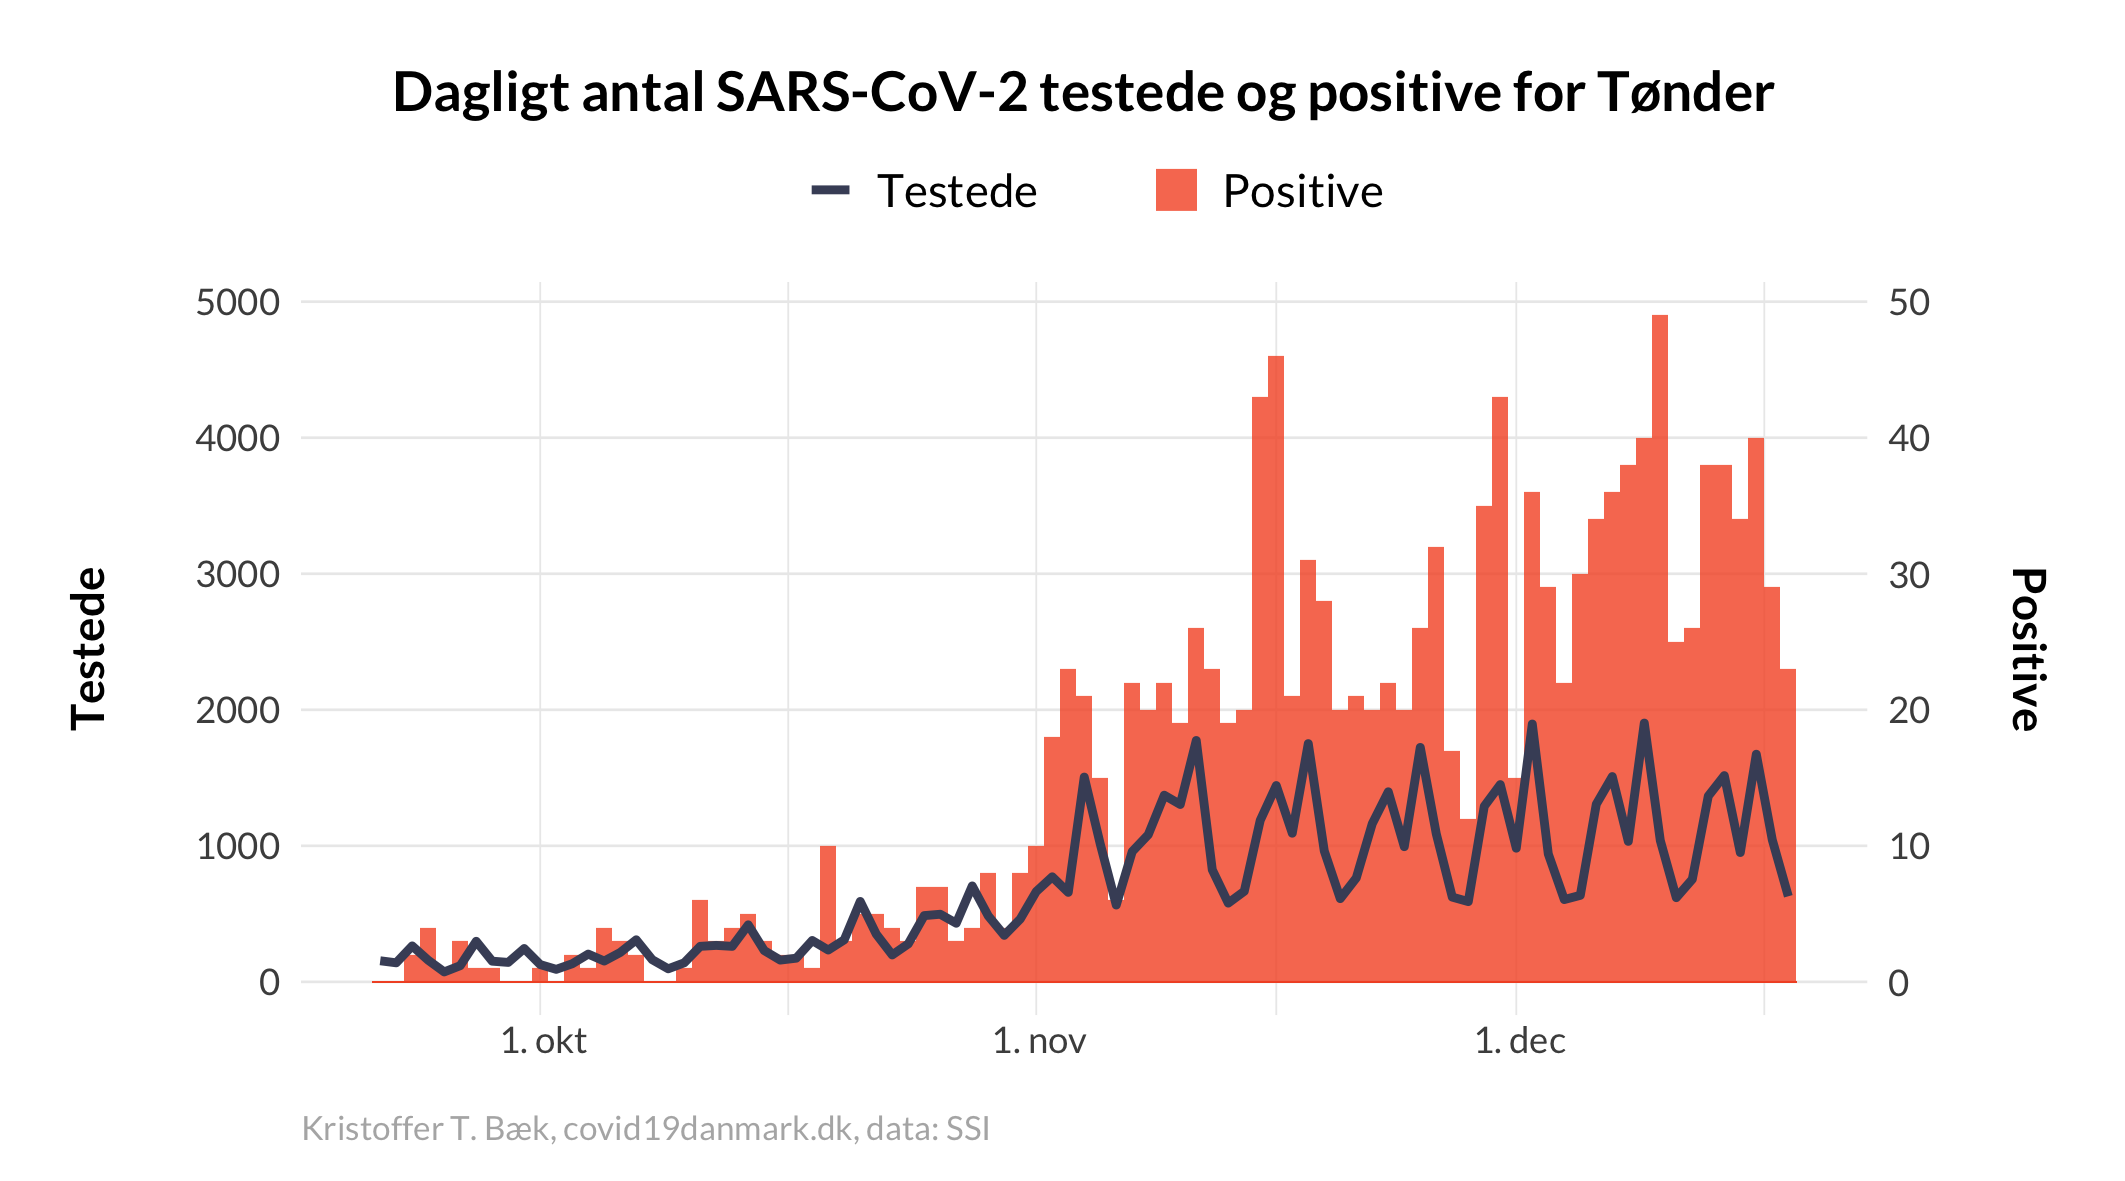 Dagligt antal SARS-CoV-2 testede og positive for Tønder
Testede
Positive
5000
4000
3000
2000
1000
0
Testede
50
40
30
20
10
0
Positive
1. okt
1. nov
1. dec
Kristoffer T. Bæk, covid19danmark.dk, data: SSI